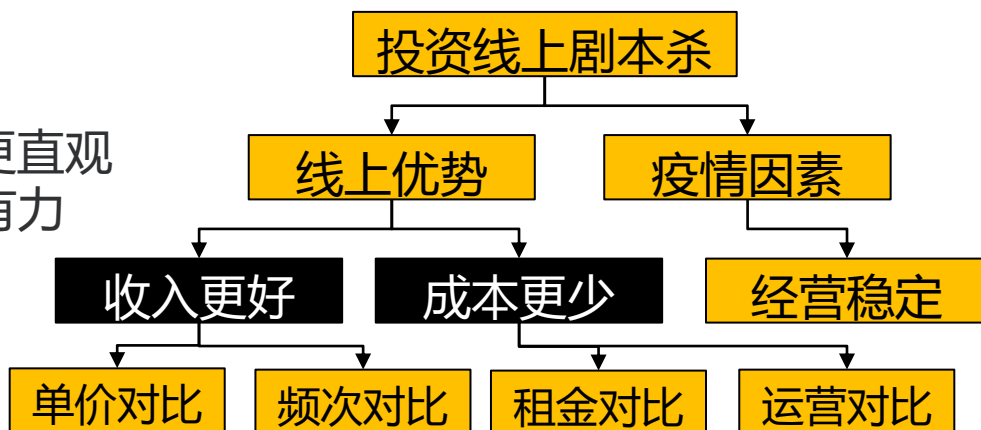 投资线上剧本杀
更直观
有力
线上优势
疫情因素
收入更好
成本更少
经营稳定
单价对比
频次对比
租金对比
运营对比